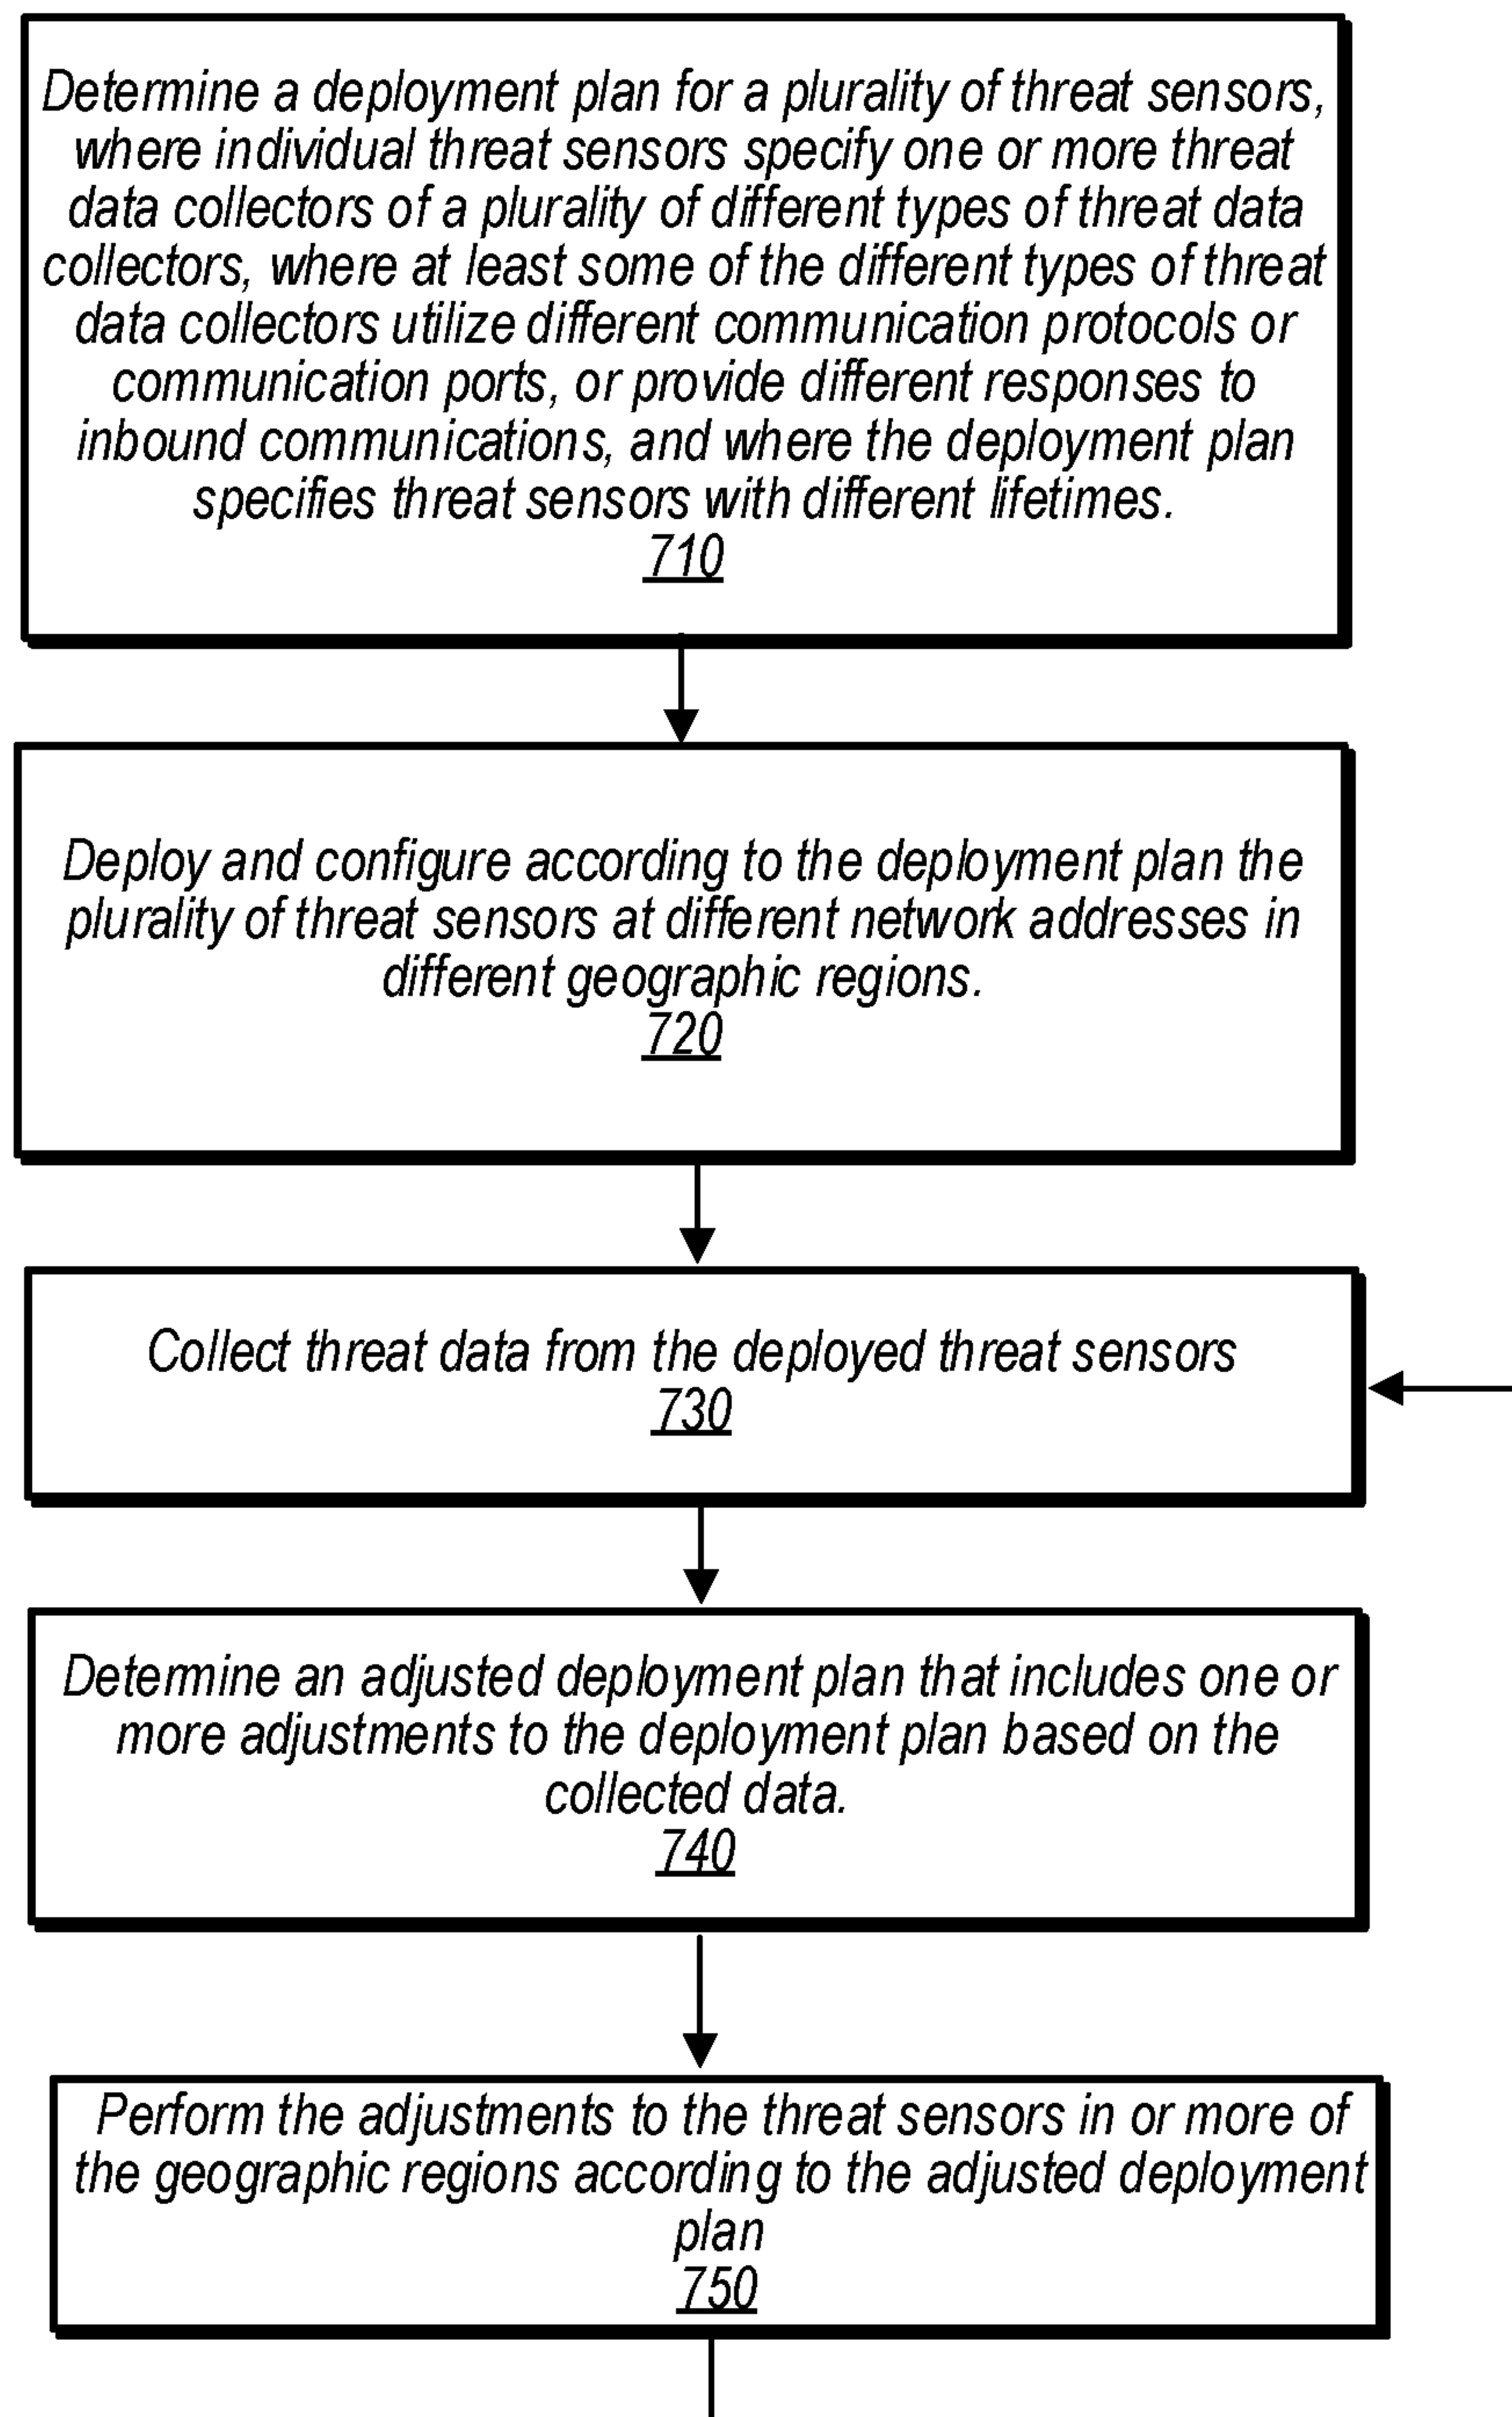 Determine a deployment plan for a plurality of threat sensors,
where individual threat sensors specify one or more threat
data collectors of a plurality of different types of threat data
collectors, where at least some of the different types of threat
data collectors utilize different communication protocols or
communication ports, or provide different responses to
inbound communications, and where the deployment plan
specifies threat sensors with different lifetimes.
710
Deploy and configure according to the deployment plan the
plurality of threat sensors at different network addresses in
different geographic regions.
720
Collect threat data from the deployed threat sensors
730
Determine an adjusted deployment plan that includes one or
more adjustments to the deployment plan based on the
collected data.
740
Perform the adjustments to the threat sensors in or more of
the geographic regions according to the adjusted deployment
plan
750